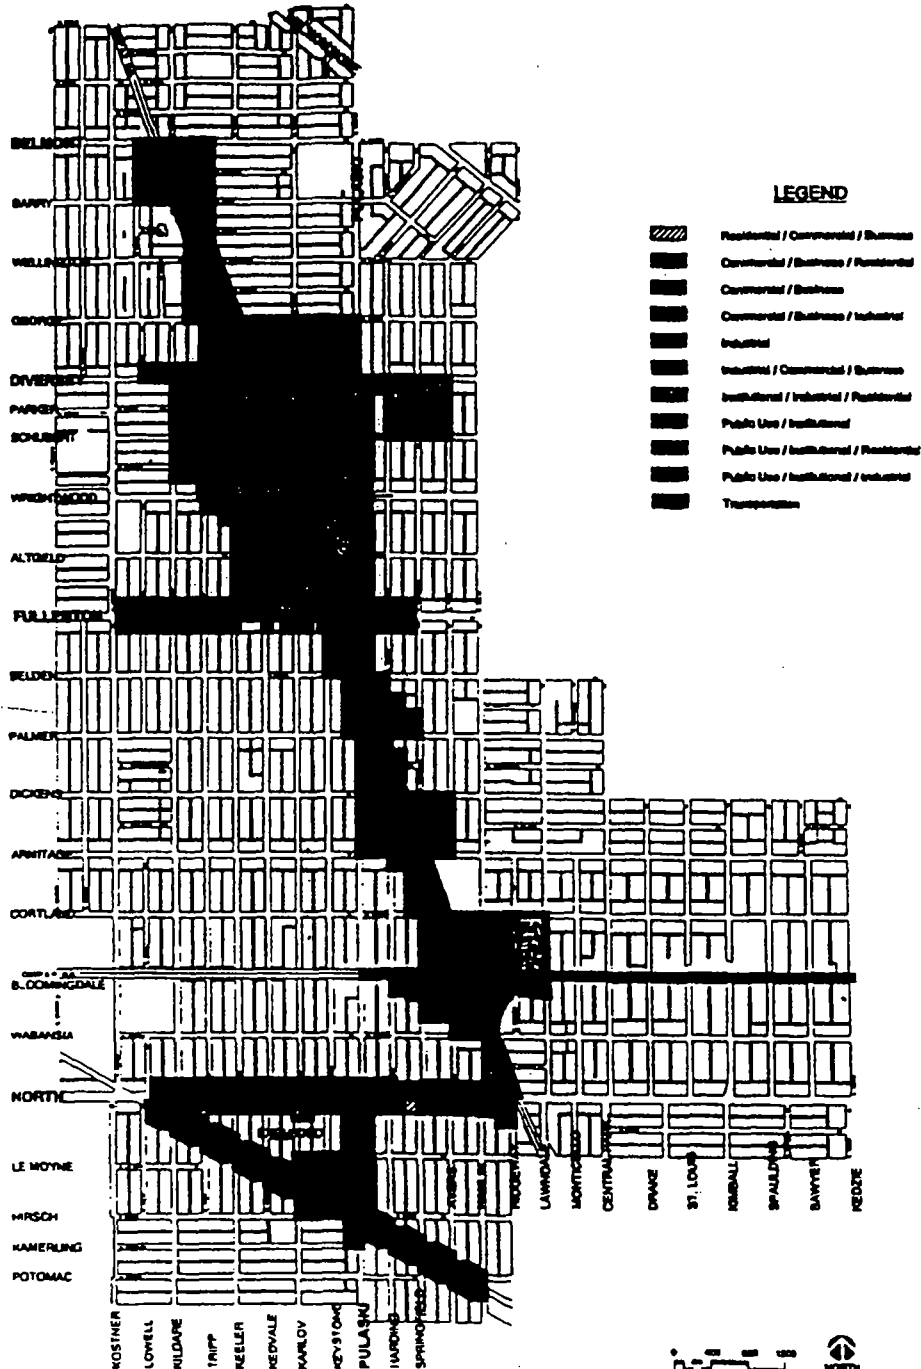 BELMONT
BARRY
WELLINGTON
GEORGE
DIVERSEY
PARKER
SCHUBERT
WRIGHTWOOD
ALTGELD
FULLERTON
BELDEN
PALMER
DICKENS
ARMITAGE
CORTLAND
BLOOMINGDALE
WABANSIA
NORTH
LE MOYNE
HIRSCH
KAMERLING
POTOMAC
PULASKI
LEGEND
Residential / Commercial / Business
Commercial / Business / Residential
Commercial / Business
Commercial / Business / Industrial
Industrial
Industrial / Commercial / Business
Institutional / Industrial / Residential
Public Use / Institutional
Public Use / Institutional / Residential
Public Use / Institutional / Industrial
Transportation
RIDGEWAY
LAWNDALE
MONTICELLO
CENTRAL PARK
DRAKE
ST. LOUIS
KIMBALL
SPAULDING
SAWYER
KEDZIE
KOSTNER
LOWELL
KILDARE
TRIPP
KEELER
KEDVALE
KARLOV
KEYSTONE
PULASKI
HARDING
SPRINGFIELD
NORTH